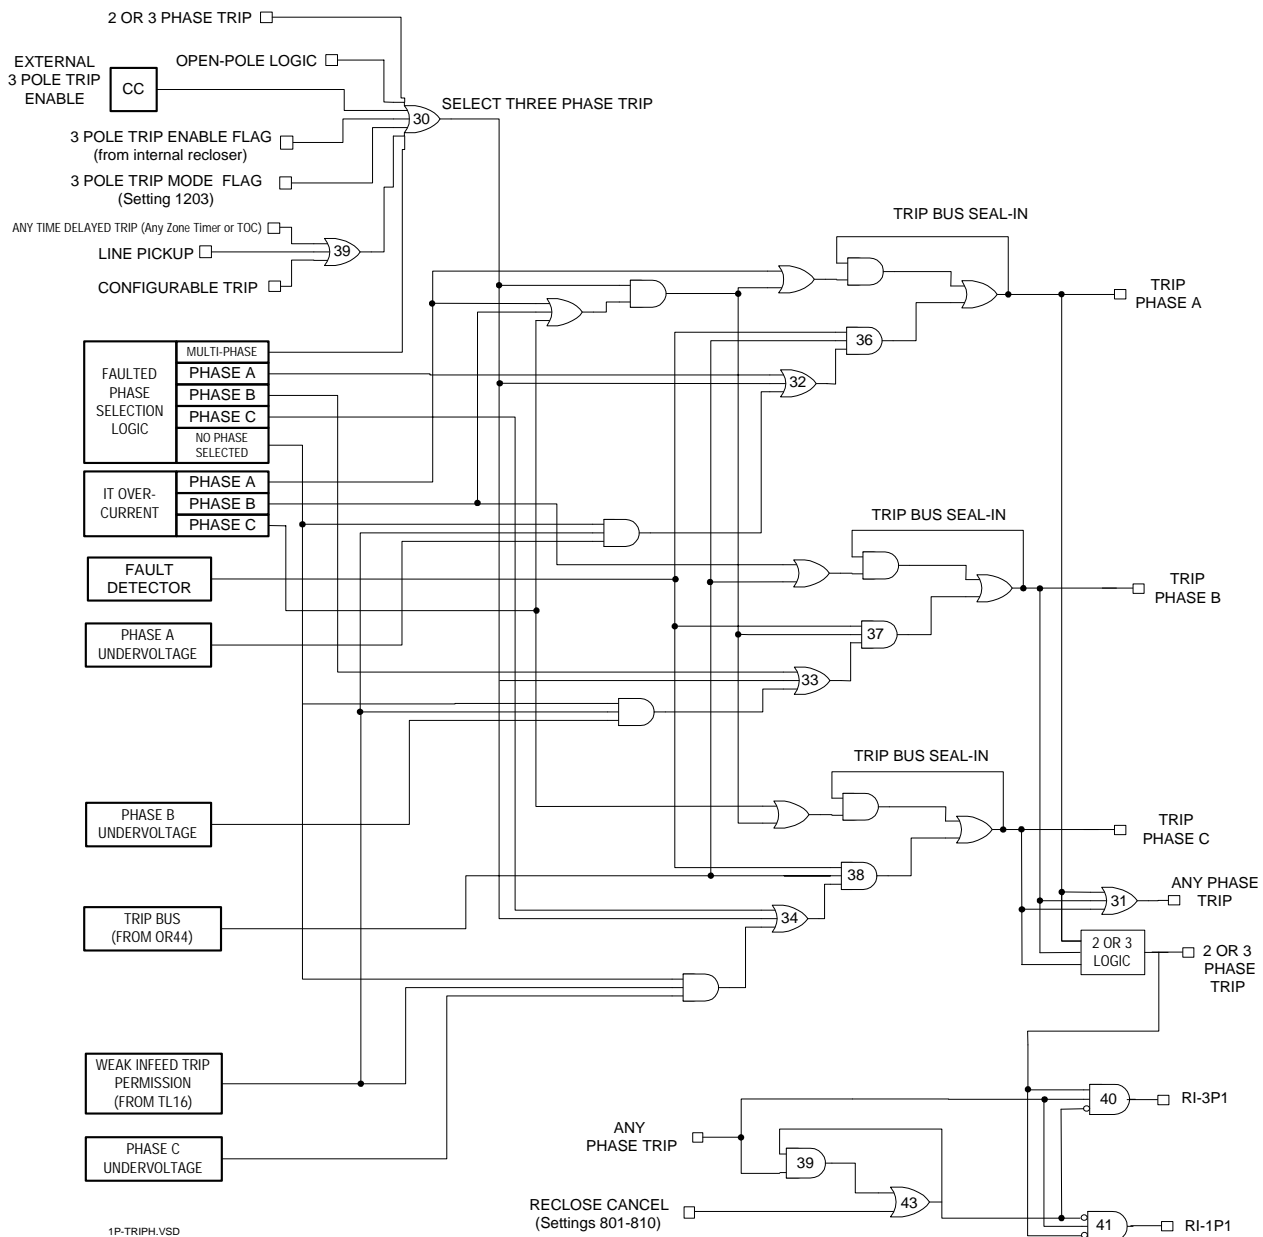 2 OR 3 PHASE TRIP
OPEN-POLE LOGIC
EXTERNAL
3 POLE TRIP
ENABLE
CC
SELECT THREE PHASE TRIP
30
3 POLE TRIP ENABLE FLAG
(from internal recloser)
3 POLE TRIP MODE FLAG
(Setting 1203)
ANY TIME DELAYED TRIP (Any Zone Timer or TOC)
LINE PICKUP
39
CONFIGURABLE TRIP
TRIP BUS SEAL-IN
TRIP
PHASE A
36
32
FAULTED
PHASE
SELECTION
LOGIC
MULTI-PHASE
PHASE A
PHASE B
PHASE C
NO PHASE
SELECTED
IT OVER-
CURRENT
PHASE A
PHASE B
PHASE C
TRIP BUS SEAL-IN
FAULT
DETECTOR
TRIP
PHASE B
PHASE A
UNDERVOLTAGE
37
33
TRIP BUS SEAL-IN
PHASE B
UNDERVOLTAGE
TRIP
PHASE C
38
ANY PHASE
TRIP
31
34
TRIP BUS
(FROM OR44)
2 OR 3
LOGIC
2 OR 3
PHASE
TRIP
WEAK INFEED TRIP
PERMISSION
(FROM TL16)
40
RI-3P1
ANY
PHASE TRIP
PHASE C
UNDERVOLTAGE
39
43
RECLOSE CANCEL
(Settings 801-810)
41
RI-1P1
1P-TRIPH.VSD